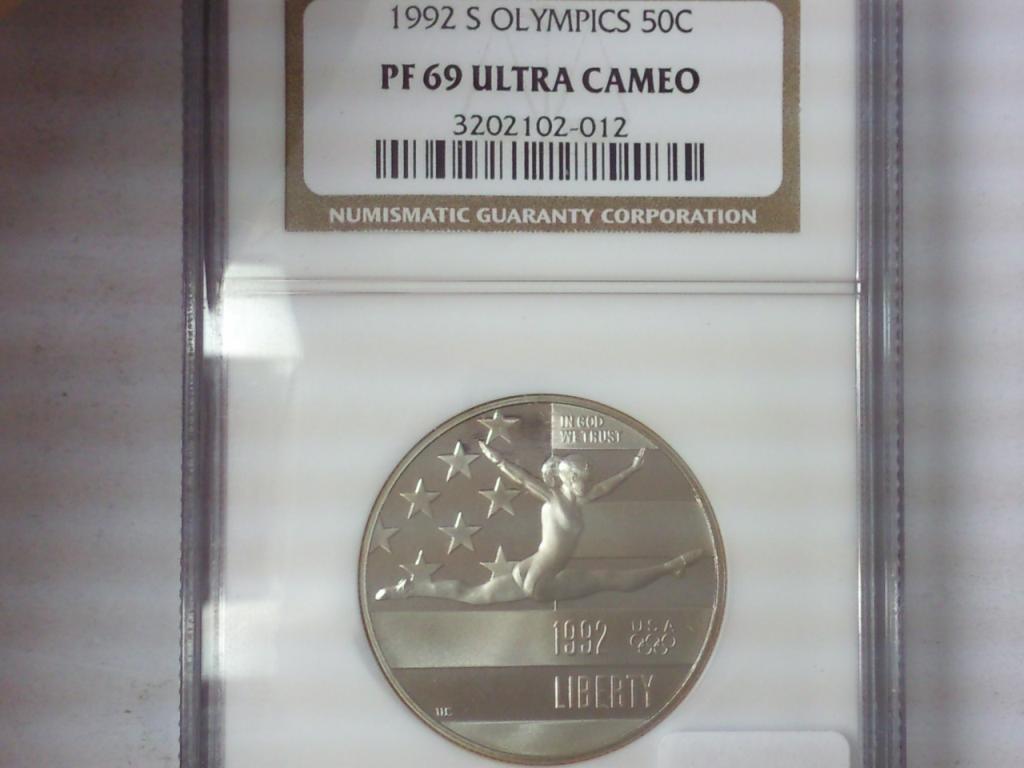 1992 S OLYMPICS 50C
PF 69 ULTRA CAMEO
3202102-012
NUMISMATIC GUARANTY CORPORATION
IN GOD
WE TRUST
1992 USA
LIBERTY